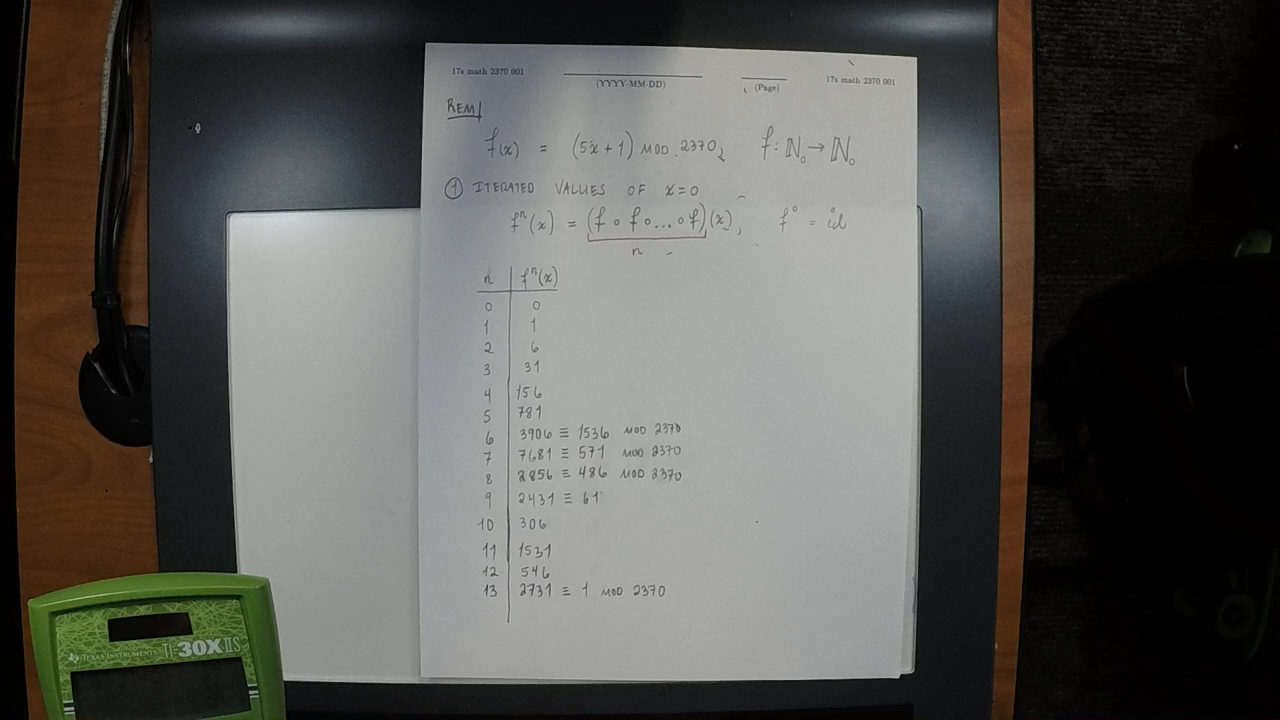 17s math 2370 001 (YYYY-MM-DD) (Page) 17s math 2370 001
REM/
f(x) = (5x+1) MOD 2370, f: ℕ₀ → ℕ₀
① ITERATED VALUES OF x=0
fⁿ(x) = (f ∘ f ∘ ... ∘ f)(x), f⁰ = id
n
n fⁿ(x)
0 0
1 1
2 6
3 31
4 156
5 781
6 3906 ≡ 1536 MOD 2370
7 7681 ≡ 571 MOD 2370
8 2856 ≡ 486 MOD 2370
9 2431 ≡ 61
10 306
11 1531
12 546
13 2731 ≡ 1 MOD 2370
TEXAS INSTRUMENTS TI-30X IIS